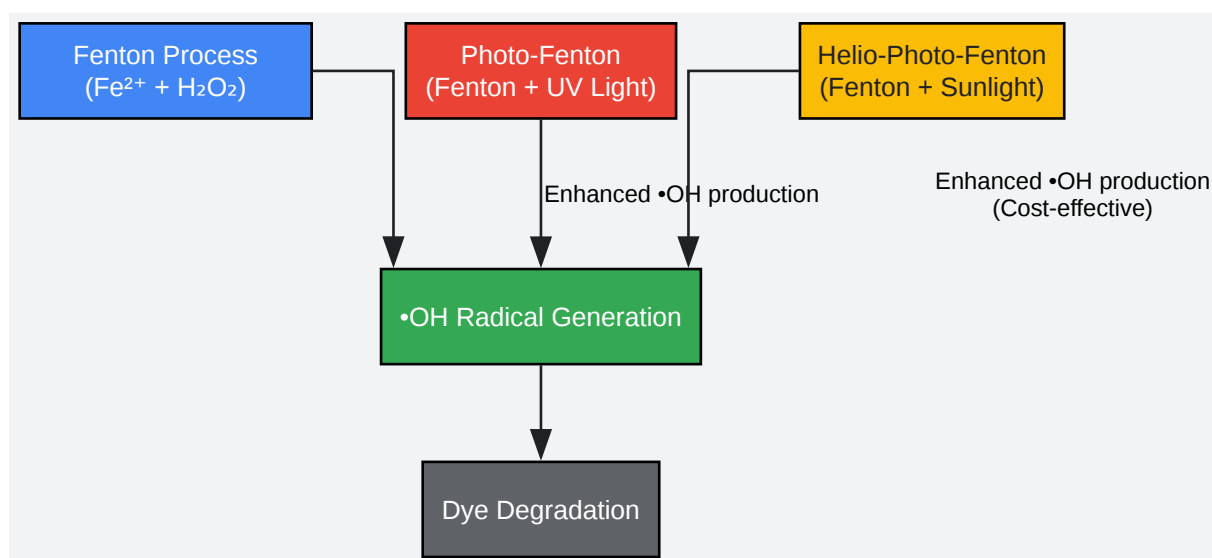 Fenton Process
(Fe²⁺ + H₂O₂)
Photo-Fenton
(Fenton + UV Light)
Helio-Photo-Fenton
(Fenton + Sunlight)
Enhanced •OH production
Enhanced •OH production
(Cost-effective)
•OH Radical Generation
Dye Degradation